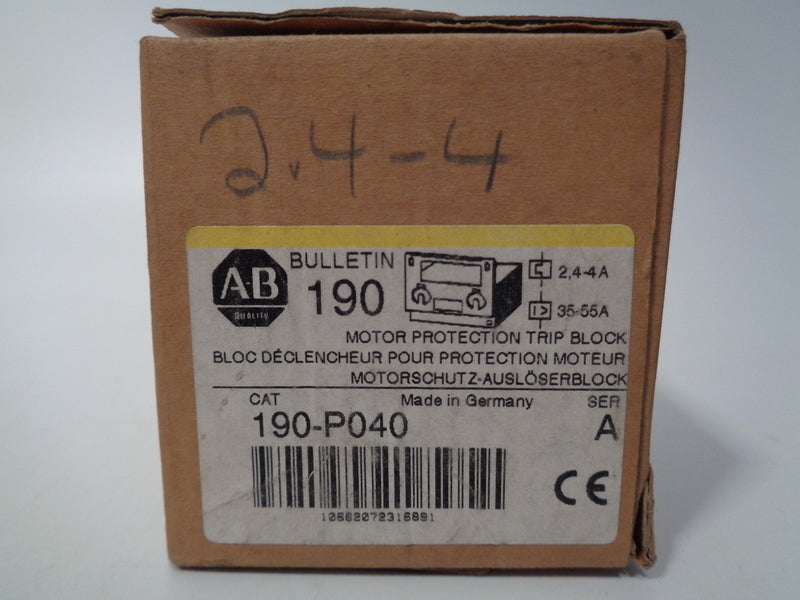 2.4-4
A-B
QUALITY
BULLETIN
190
2,4-4A
35-55A
MOTOR PROTECTION TRIP BLOCK
BLOC DÉCLENCHEUR POUR PROTECTION MOTEUR
MOTORSCHUTZ-AUSLÖSERBLOCK
CAT Made in Germany SER
190-P040 A
CE
10662072316891